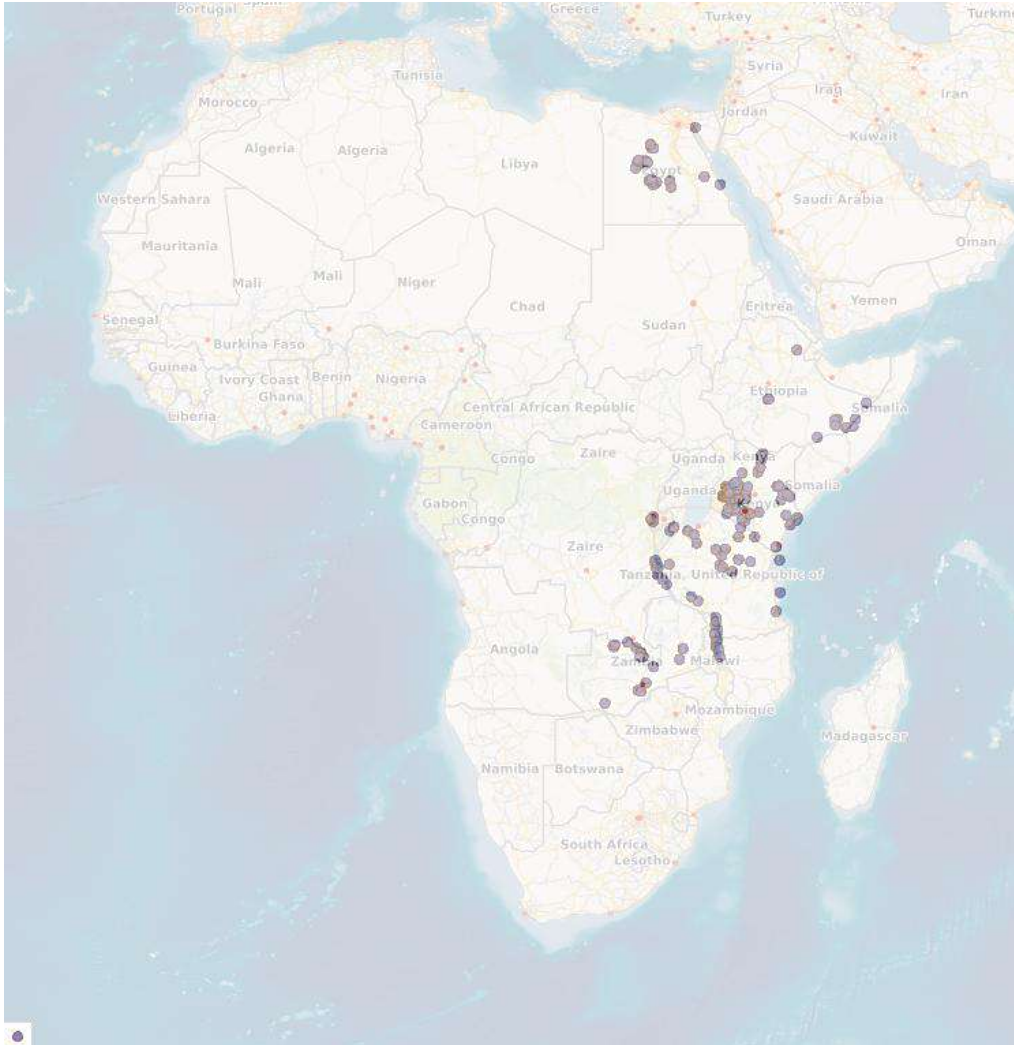 Portugal
Spain
Greece
Turkey
Turkm
Tunisia
Syria
Iraq
Iran
Morocco
Jordan
Kuwait
Algeria
Algeria
Libya
Egypt
Western Sahara
Saudi Arabia
Mauritania
Oman
Mali
Mali
Niger
Chad
Sudan
Eritrea
Yemen
Senegal
Burkina Faso
Guinea
Ivory Coast
Benin
Nigeria
Ethiopia
Ghana
Liberia
Central African Republic
Somalia
Cameroon
Congo
Zaire
Uganda
Kenya
Gabon
Uganda
Somalia
Congo
Kenya
Zaire
Tanzania, United Republic of
Angola
Zambia
Malawi
Mozambique
Zimbabwe
Madagascar
Namibia
Botswana
South Africa
Lesotho